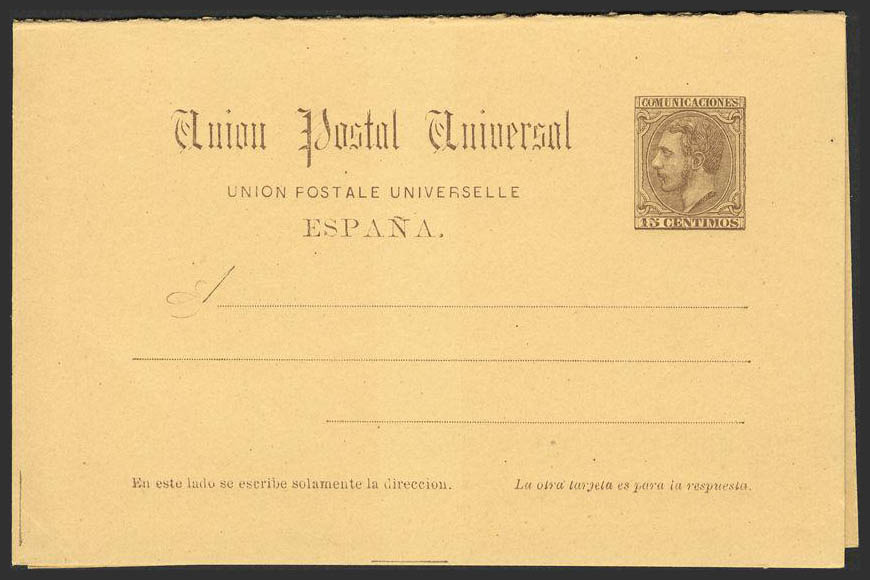 Union Postal Universal
UNION POSTALE UNIVERSELLE
ESPAÑA.
COMUNICACIONES
15 CENTIMOS
A
En este lado se escribe solamente la direccion.
La otra tarjeta es para la respuesta.